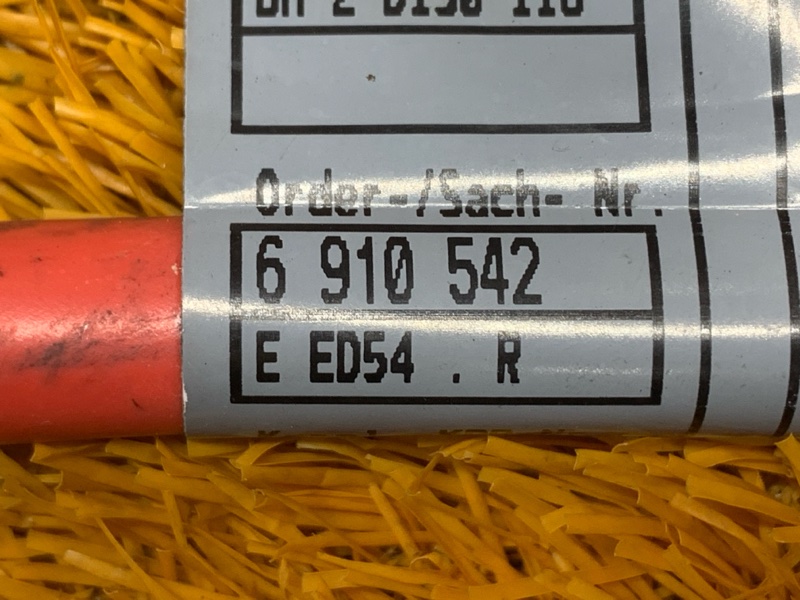 Order-/Sach- Nr.
6 910 542
E ED54 . R